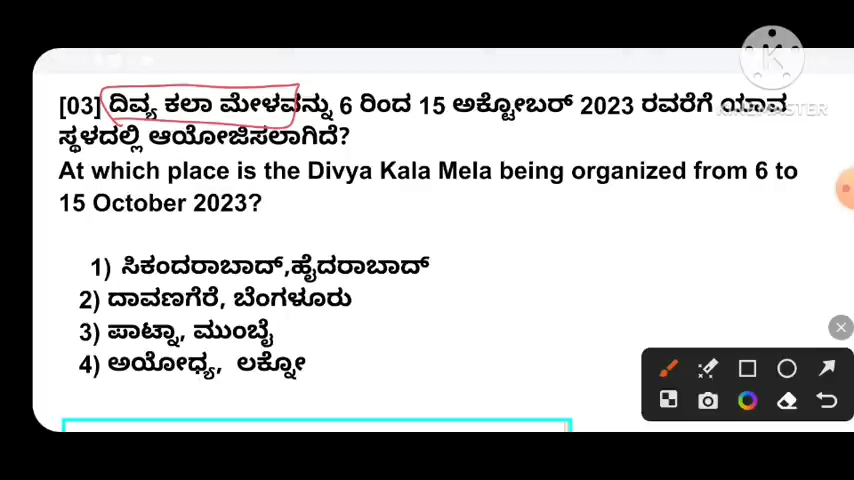 [03] ದಿವ್ಯ ಕಲಾ ಮೇಳವನ್ನು 6 ರಿಂದ 15 ಅಕ್ಟೋಬರ್ 2023 ರವರೆಗೆ ಯಾವ
ಸ್ಥಳದಲ್ಲಿ ಆಯೋಜಿಸಲಾಗಿದೆ?
At which place is the Divya Kala Mela being organized from 6 to
15 October 2023?
1) ಸಿಕಂದರಾಬಾದ್,ಹೈದರಾಬಾದ್
2) ದಾವಣಗೆರೆ, ಬೆಂಗಳೂರು
3) ಪಾಟ್ನಾ, ಮುಂಬೈ
4) ಅಯೋಧ್ಯ, ಲಕ್ನೋ
K
KINEMASTER